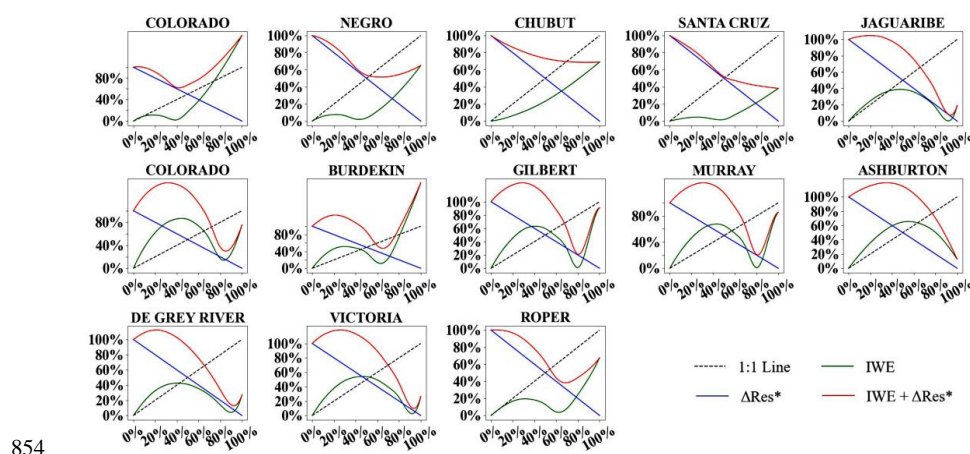 COLORADO NEGRO CHUBUT SANTA CRUZ JAGUARIBE
100% 100% 100% 100%
80% 80% 80% 80% 80%
60% 60% 60% 60%
40% 40% 40% 40% 40%
20% 20% 20% 20%
0% 0% 0% 0% 0%
0% 20% 40% 60% 80% 100% 0% 20% 40% 60% 80% 100% 0% 20% 40% 60% 80% 100% 0% 20% 40% 60% 80% 100% 0% 20% 40% 60% 80% 100%
COLORADO BURDEKIN GILBERT MURRAY ASHBURTON
100% 100% 100%
80% 80% 80%
80% 60%
40% 40% 40% 40% 40%
20%
0% 0% 0% 0% 0%
0% 20% 40% 60% 80% 100% 0% 20% 40% 60% 80% 100% 0% 20% 40% 60% 80% 100% 0% 20% 40% 60% 80% 100% 0% 20% 40% 60% 80% 100%
DE GREY RIVER VICTORIA ROPER
100% 100% 100%
80% 80% 80%
60% 60% 60%
40% 40% 40%
20% 20% 20%
0% 0% 0%
0% 20% 40% 60% 80% 100% 0% 20% 40% 60% 80% 100% 0% 20% 40% 60% 80% 100%
1:1 Line IWE
ΔRes* IWE + ΔRes*
854